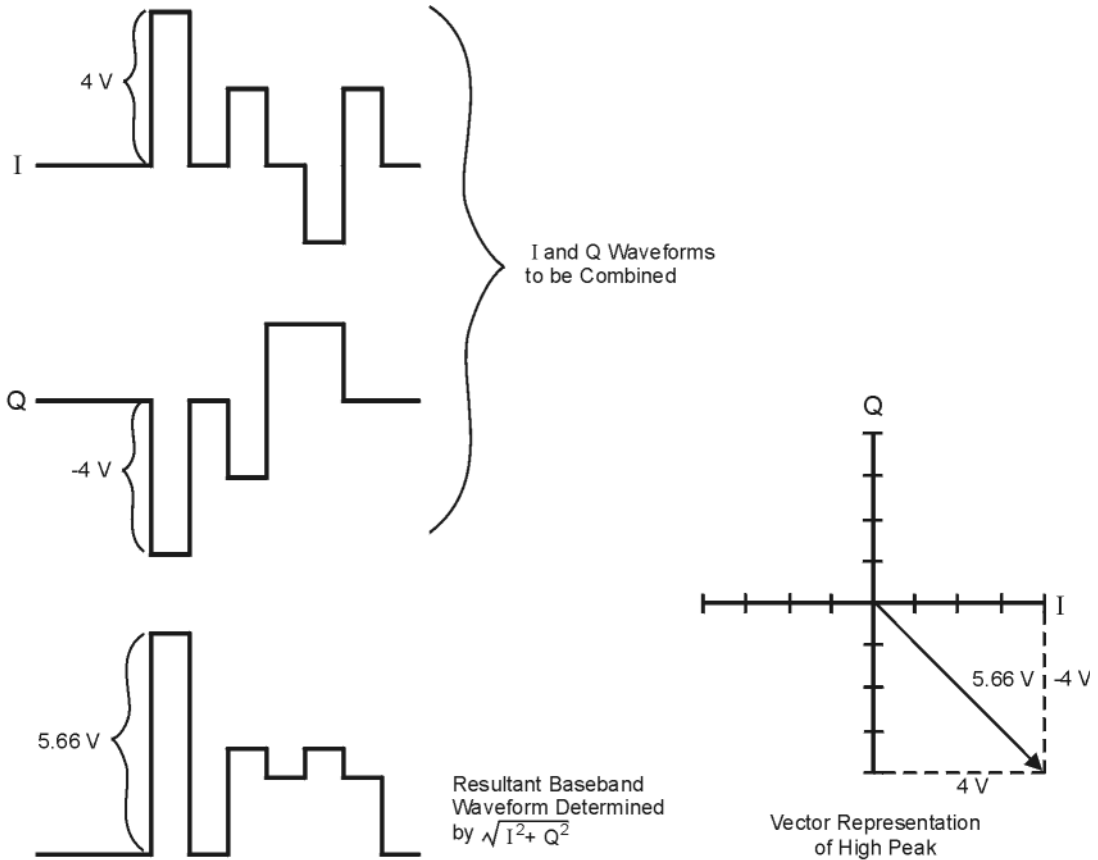 4 V
I
I and Q Waveforms
to be Combined
Q
-4 V
Q
I
5.66 V
-4 V
4 V
5.66 V
Resultant Baseband
Waveform Determined
by √I²+ Q²
Vector Representation
of High Peak